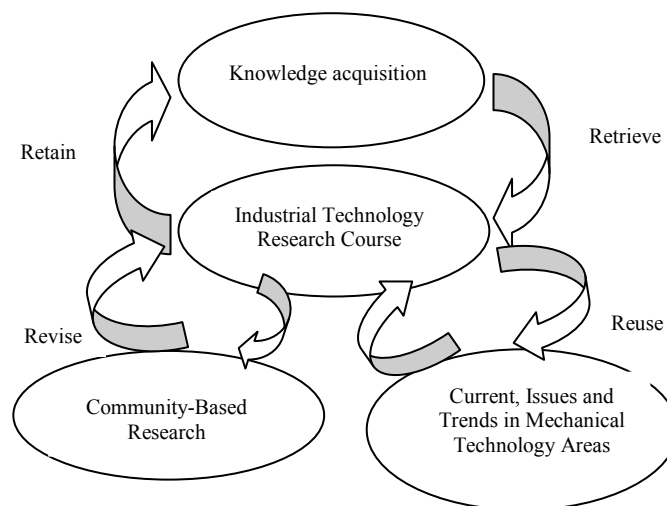 Knowledge acquisition
Retain
Retrieve
Industrial Technology
Research Course
Revise
Reuse
Community-Based
Research
Current, Issues and
Trends in Mechanical
Technology Areas